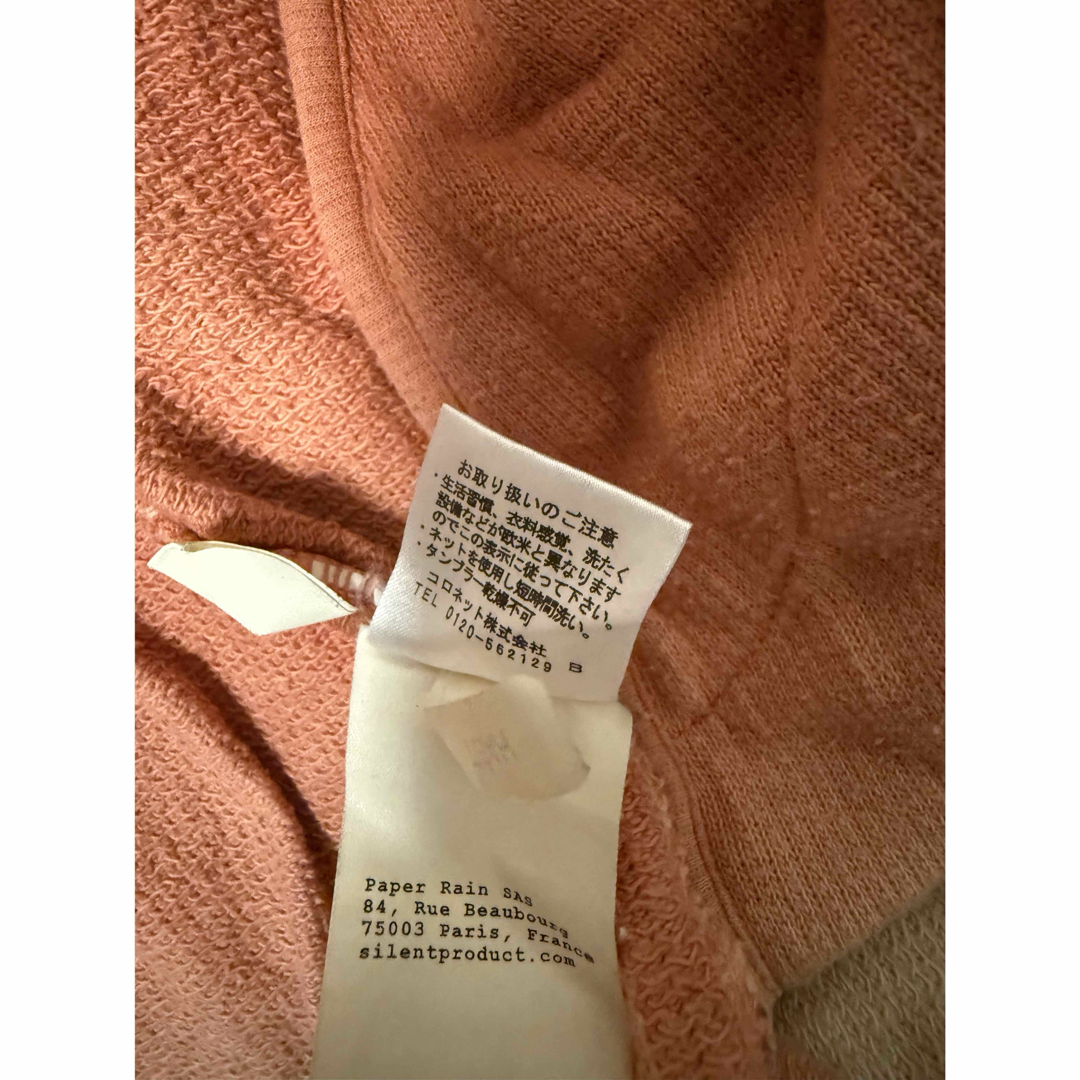 お取り扱いのご注意
・生活習慣、衣料感覚、洗たく
設備などが欧米と異なります
のでこの表示に従って下さい。
・ネットを使用し短時間洗い。
・タンブラー乾燥不可
コロネット株式会社
TEL 0120-562129 B
Paper Rain SAS
84, Rue Beaubourg
75003 Paris, France
silentproduct.com